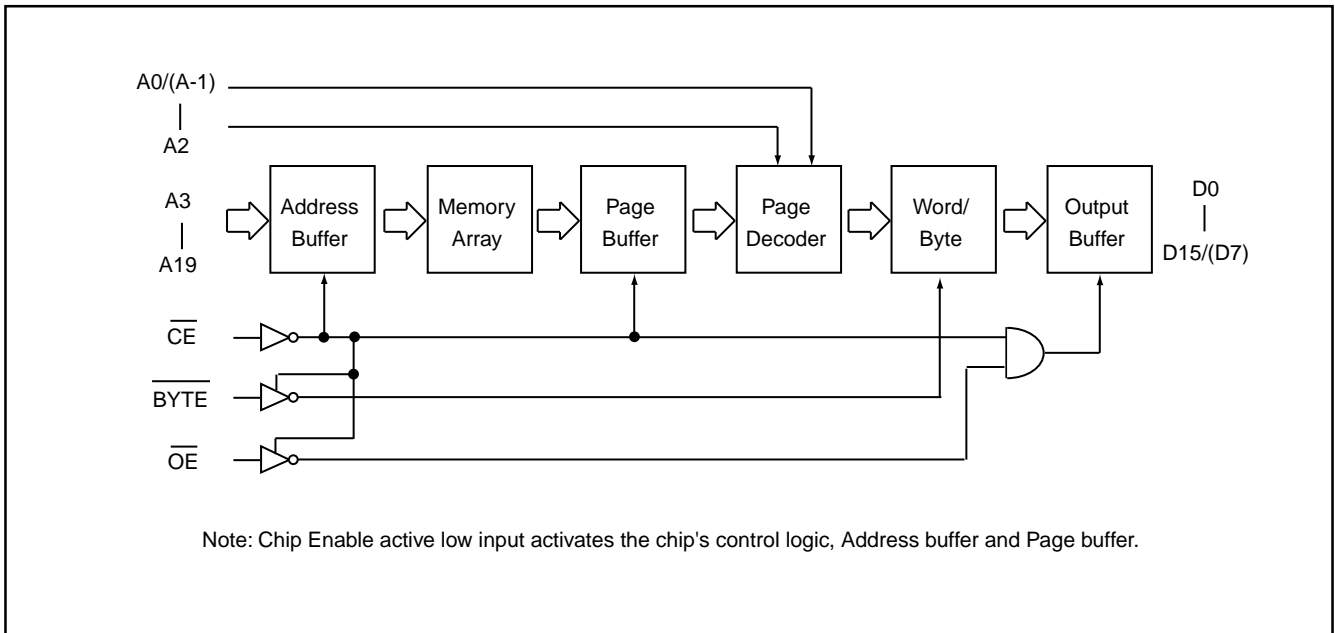 A0/(A-1)
A2
A3
A19
Address
Buffer
Memory
Array
Page
Buffer
Page
Decoder
Word/
Byte
Output
Buffer
D0
D15/(D7)
CE
BYTE
OE
Note: Chip Enable active low input activates the chip's control logic, Address buffer and Page buffer.